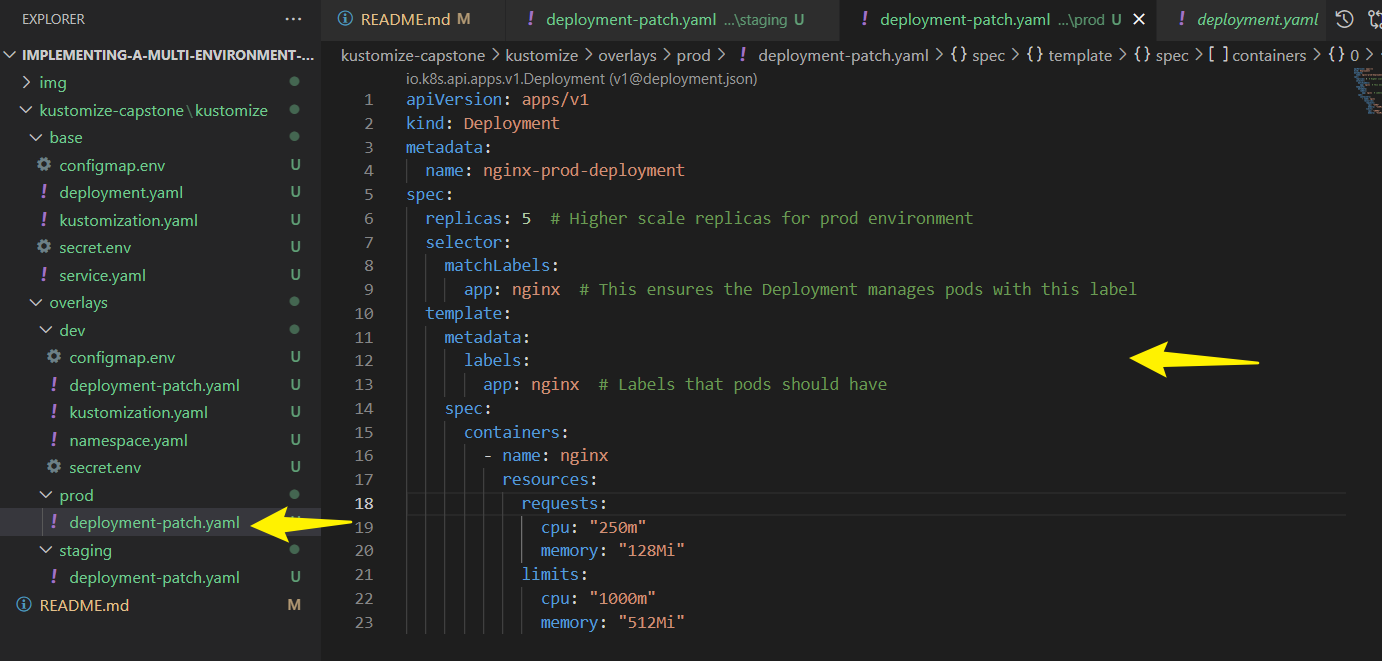 EXPLORER ...
IMPLEMENTING-A-MULTI-ENVIRONMENT-...
img
kustomize-capstone\kustomize
base
configmap.env U
deployment.yaml U
kustomization.yaml U
secret.env U
service.yaml U
overlays
dev
configmap.env U
deployment-patch.yaml U
kustomization.yaml U
namespace.yaml U
secret.env U
prod
deployment-patch.yaml
staging
deployment-patch.yaml U
README.md M
README.md M ! deployment-patch.yaml ...\staging U ! deployment-patch.yaml ...\prod U ! deployment.yaml
kustomize-capstone > kustomize > overlays > prod > ! deployment-patch.yaml > {} spec > {} template > {} spec > [ ] containers > {} 0 >
io.k8s.api.apps.v1.Deployment (v1@deployment.json)
1 apiVersion: apps/v1
2 kind: Deployment
3 metadata:
4 name: nginx-prod-deployment
5 spec:
6 replicas: 5 # Higher scale replicas for prod environment
7 selector:
8 matchLabels:
9 app: nginx # This ensures the Deployment manages pods with this label
10 template:
11 metadata:
12 labels:
13 app: nginx # Labels that pods should have
14 spec:
15 containers:
16 - name: nginx
17 resources:
18 requests:
19 cpu: "250m"
20 memory: "128Mi"
21 limits:
22 cpu: "1000m"
23 memory: "512Mi"